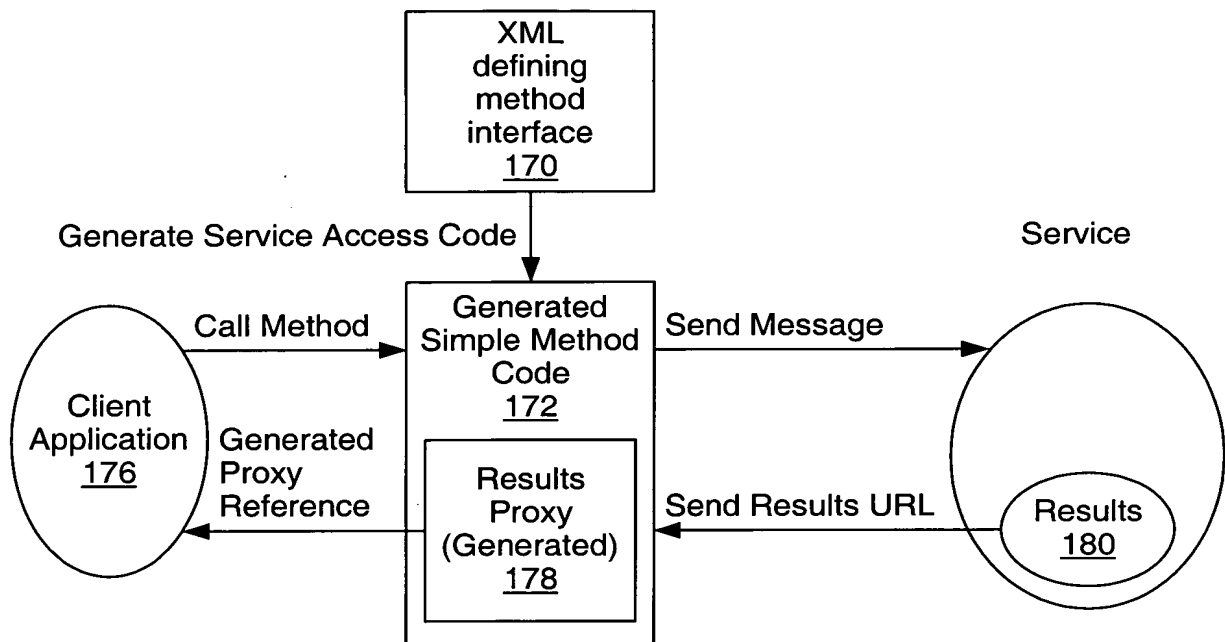 XML
defining
method
interface
170
Generate Service Access Code
Service
Call Method
Generated
Simple Method
Code
172
Send Message
Client
Application
176
Generated
Proxy
Reference
Results
Proxy
(Generated)
178
Send Results URL
Results
180